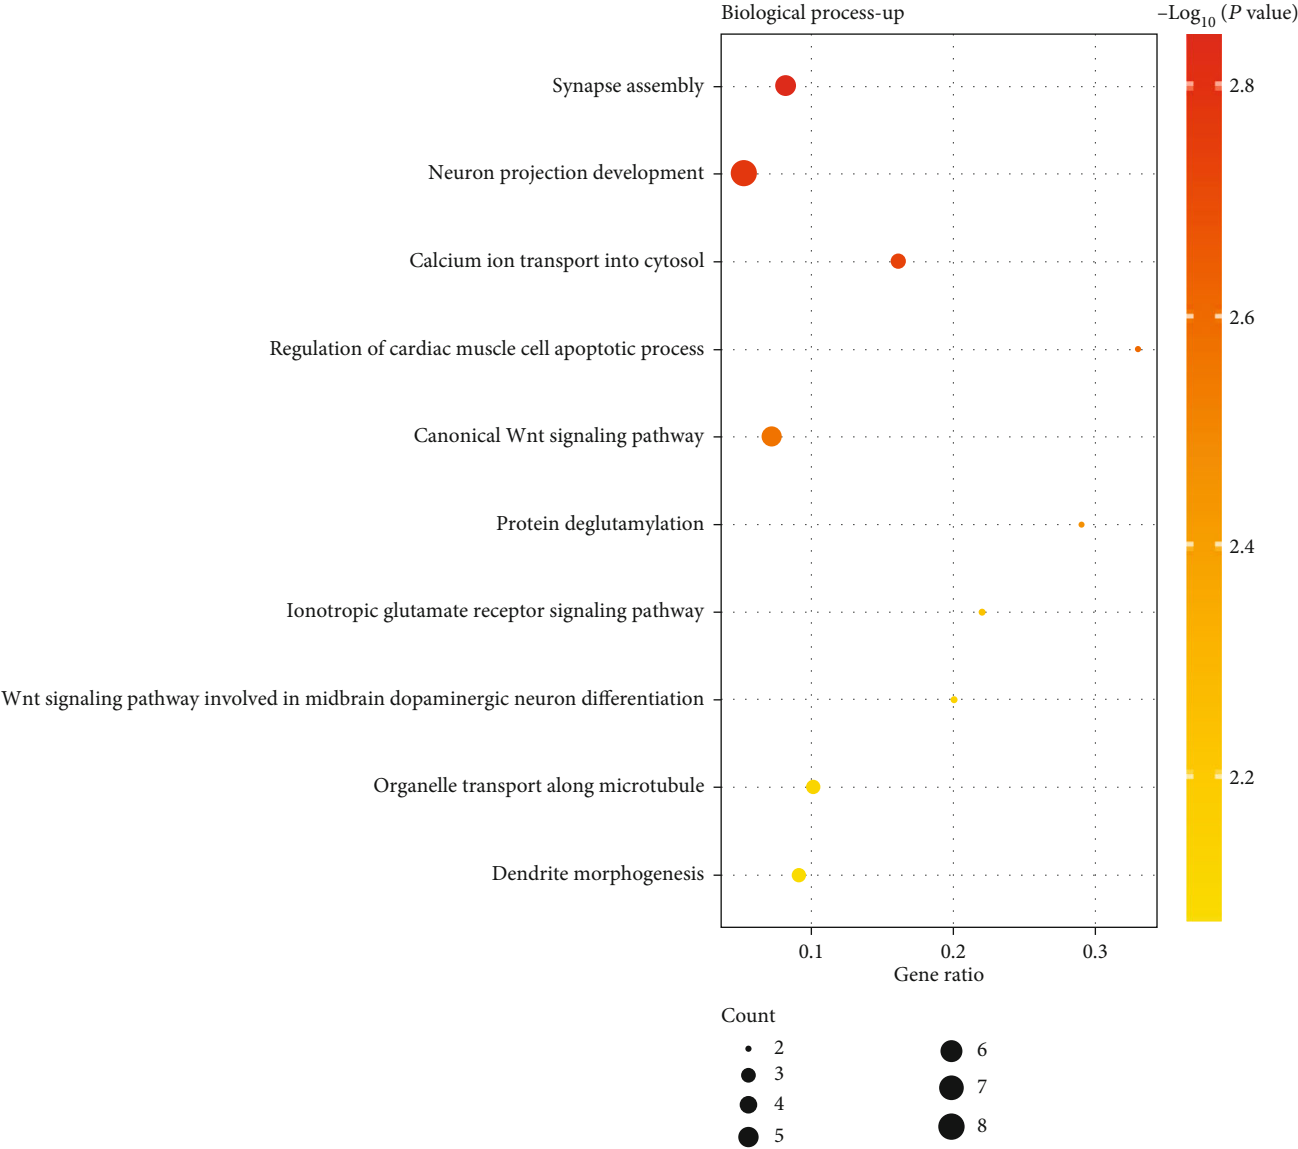 Biological process-up
–Log10 (P value)
Synapse assembly
Neuron projection development
Calcium ion transport into cytosol
Regulation of cardiac muscle cell apoptotic process
Canonical Wnt signaling pathway
Protein deglutamylation
Ionotropic glutamate receptor signaling pathway
Wnt signaling pathway involved in midbrain dopaminergic neuron differentiation
Organelle transport along microtubule
Dendrite morphogenesis
2.8
2.6
2.4
2.2
0.1
0.2
0.3
Gene ratio
Count
2
3
4
5
6
7
8